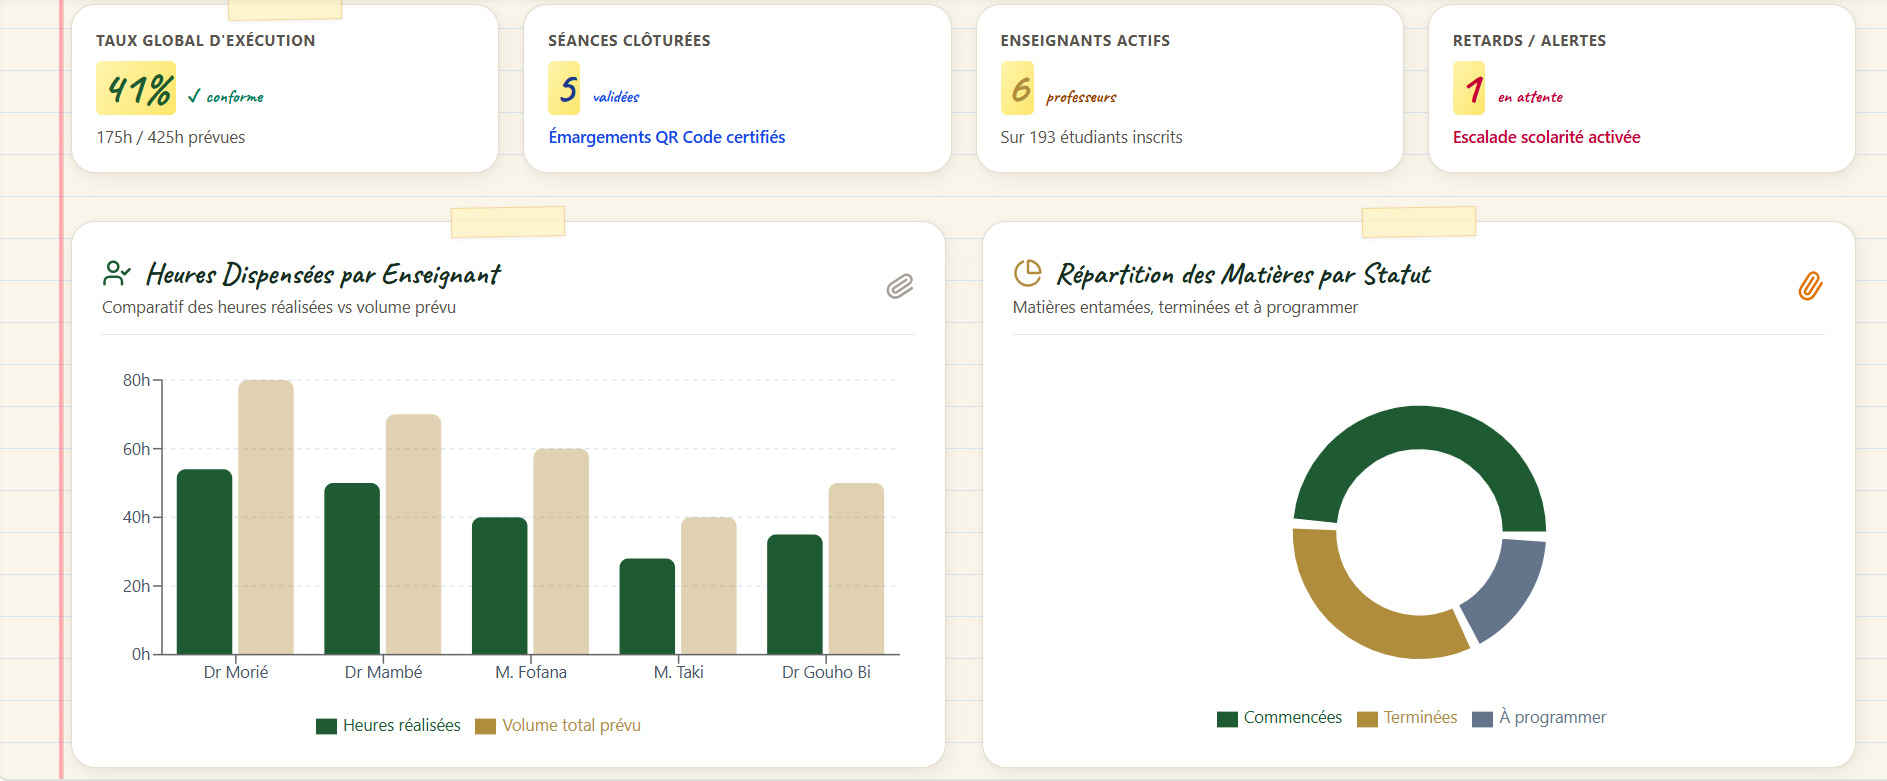 TAUX GLOBAL D'EXÉCUTION
41% ✓ conforme
175h / 425h prévues
SÉANCES CLÔTURÉES
5 validées
Émargements QR Code certifiés
ENSEIGNANTS ACTIFS
6 professeurs
Sur 193 étudiants inscrits
RETARDS / ALERTES
1 en attente
Escalade scolarité activée
Heures Dispensées par Enseignant
Comparatif des heures réalisées vs volume prévu
80h
60h
40h
20h
0h
Dr Morié Dr Mambé M. Fofana M. Taki Dr Gouho Bi
Heures réalisées Volume total prévu
Répartition des Matières par Statut
Matières entamées, terminées et à programmer
Commencées Terminées À programmer